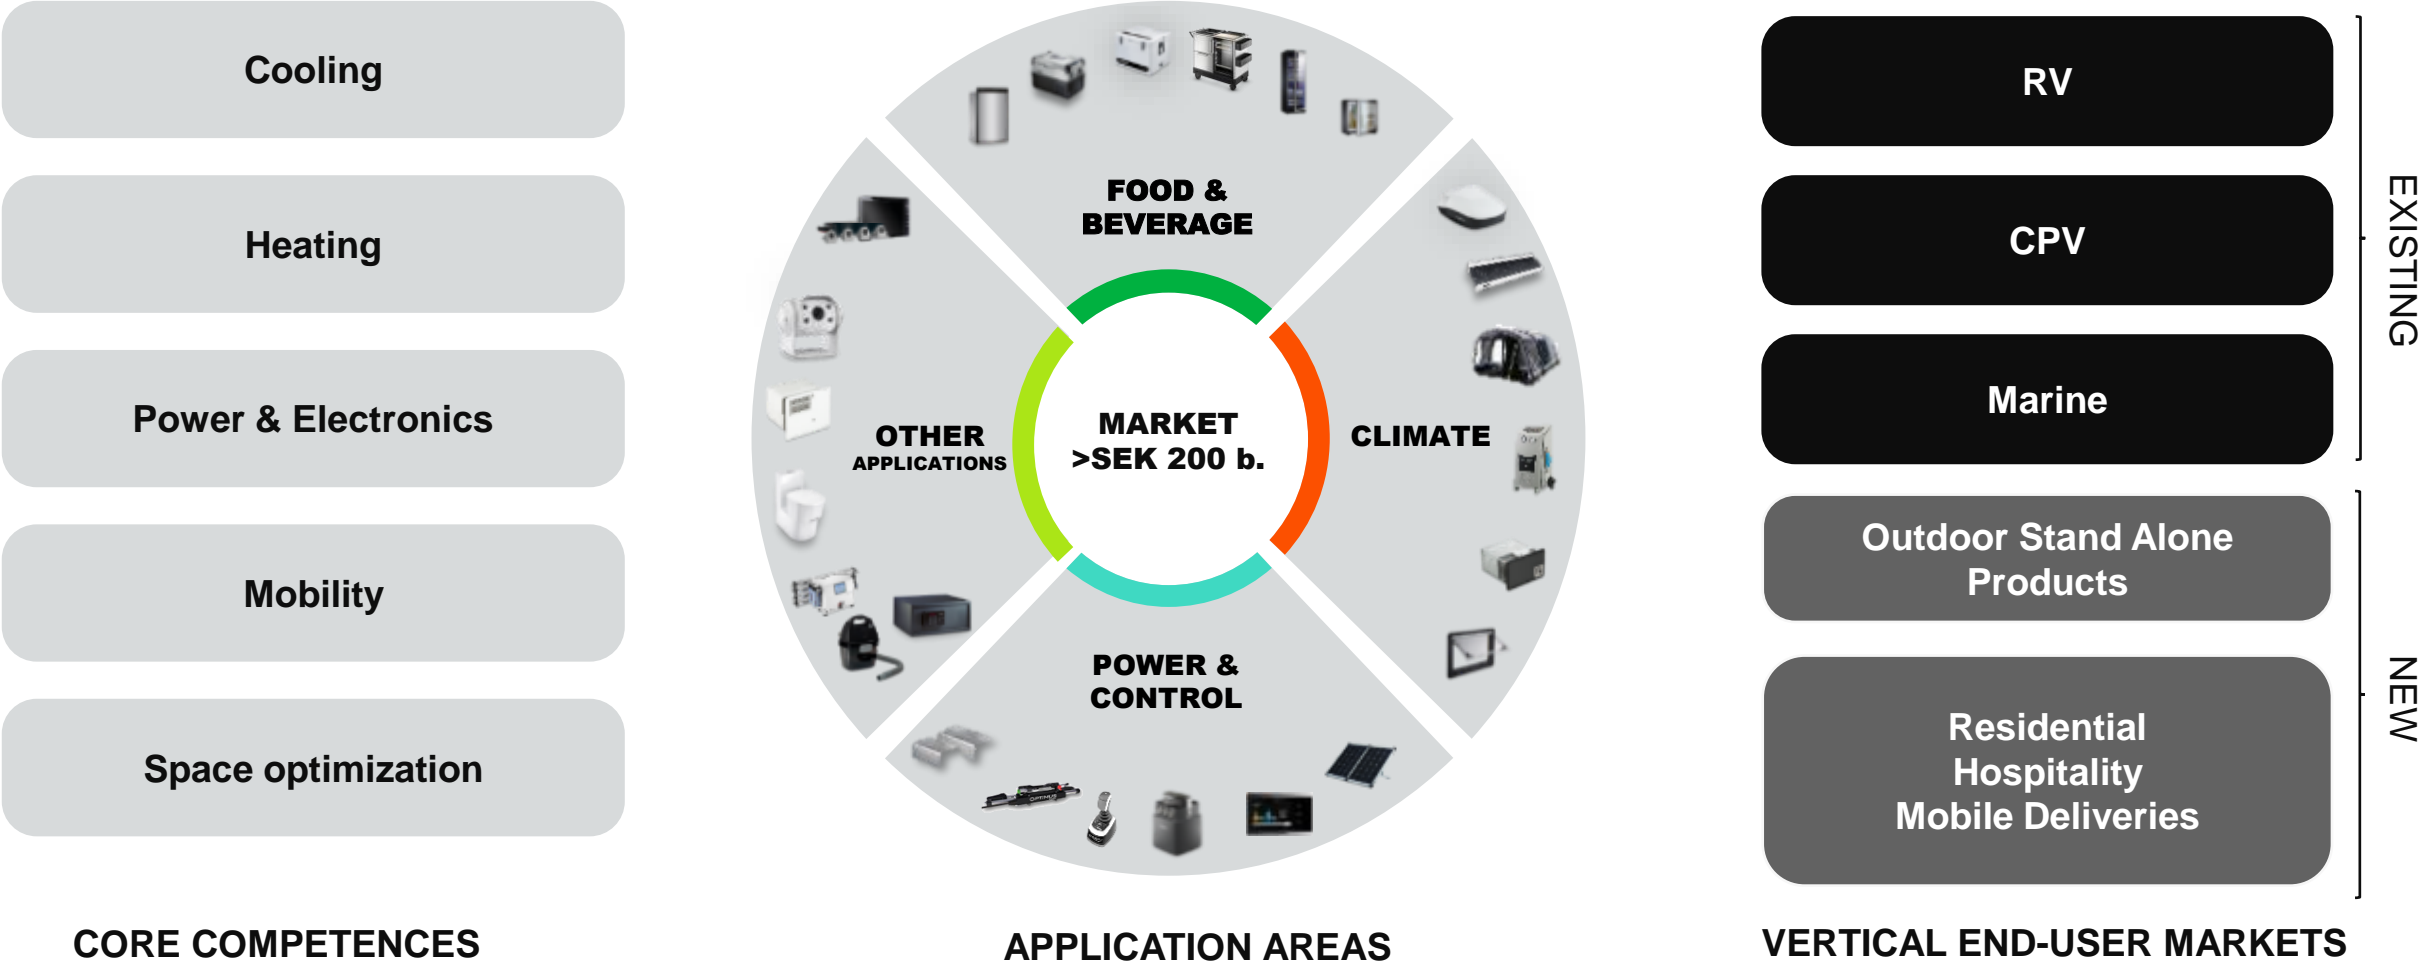 Cooling
Heating
Power & Electronics
Mobility
Space optimization
CORE COMPETENCES
FOOD &
BEVERAGE
CLIMATE
POWER &
CONTROL
OTHER
APPLICATIONS
MARKET
>SEK 200 b.
OPTIMUS
APPLICATION AREAS
RV
CPV
Marine
EXISTING
Outdoor Stand Alone
Products
Residential
Hospitality
Mobile Deliveries
NEW
VERTICAL END-USER MARKETS